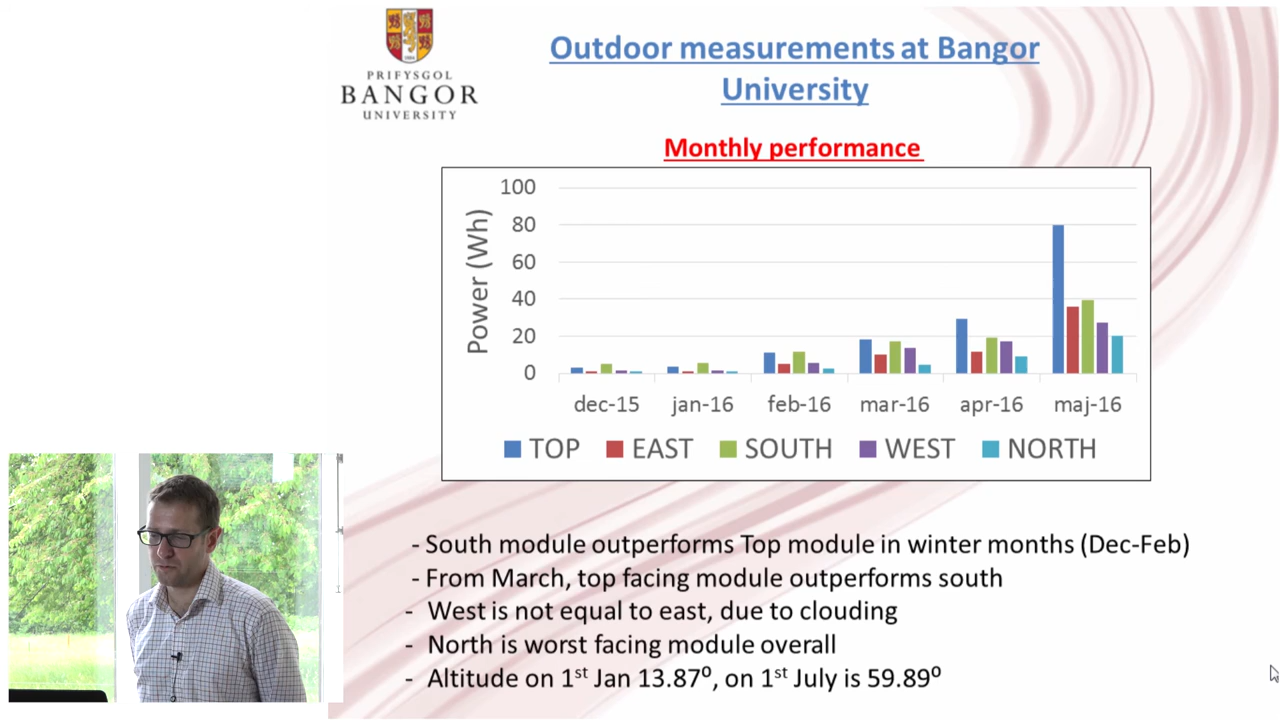 PRIFYSGOL
BANGOR
UNIVERSITY
Outdoor measurements at Bangor
University
Monthly performance
Power (Wh)
100
80
60
40
20
0
dec-15 jan-16 feb-16 mar-16 apr-16 maj-16
TOP EAST SOUTH WEST NORTH
- South module outperforms Top module in winter months (Dec-Feb)
- From March, top facing module outperforms south
- West is not equal to east, due to clouding
- North is worst facing module overall
- Altitude on 1st Jan 13.87⁰, on 1st July is 59.89⁰